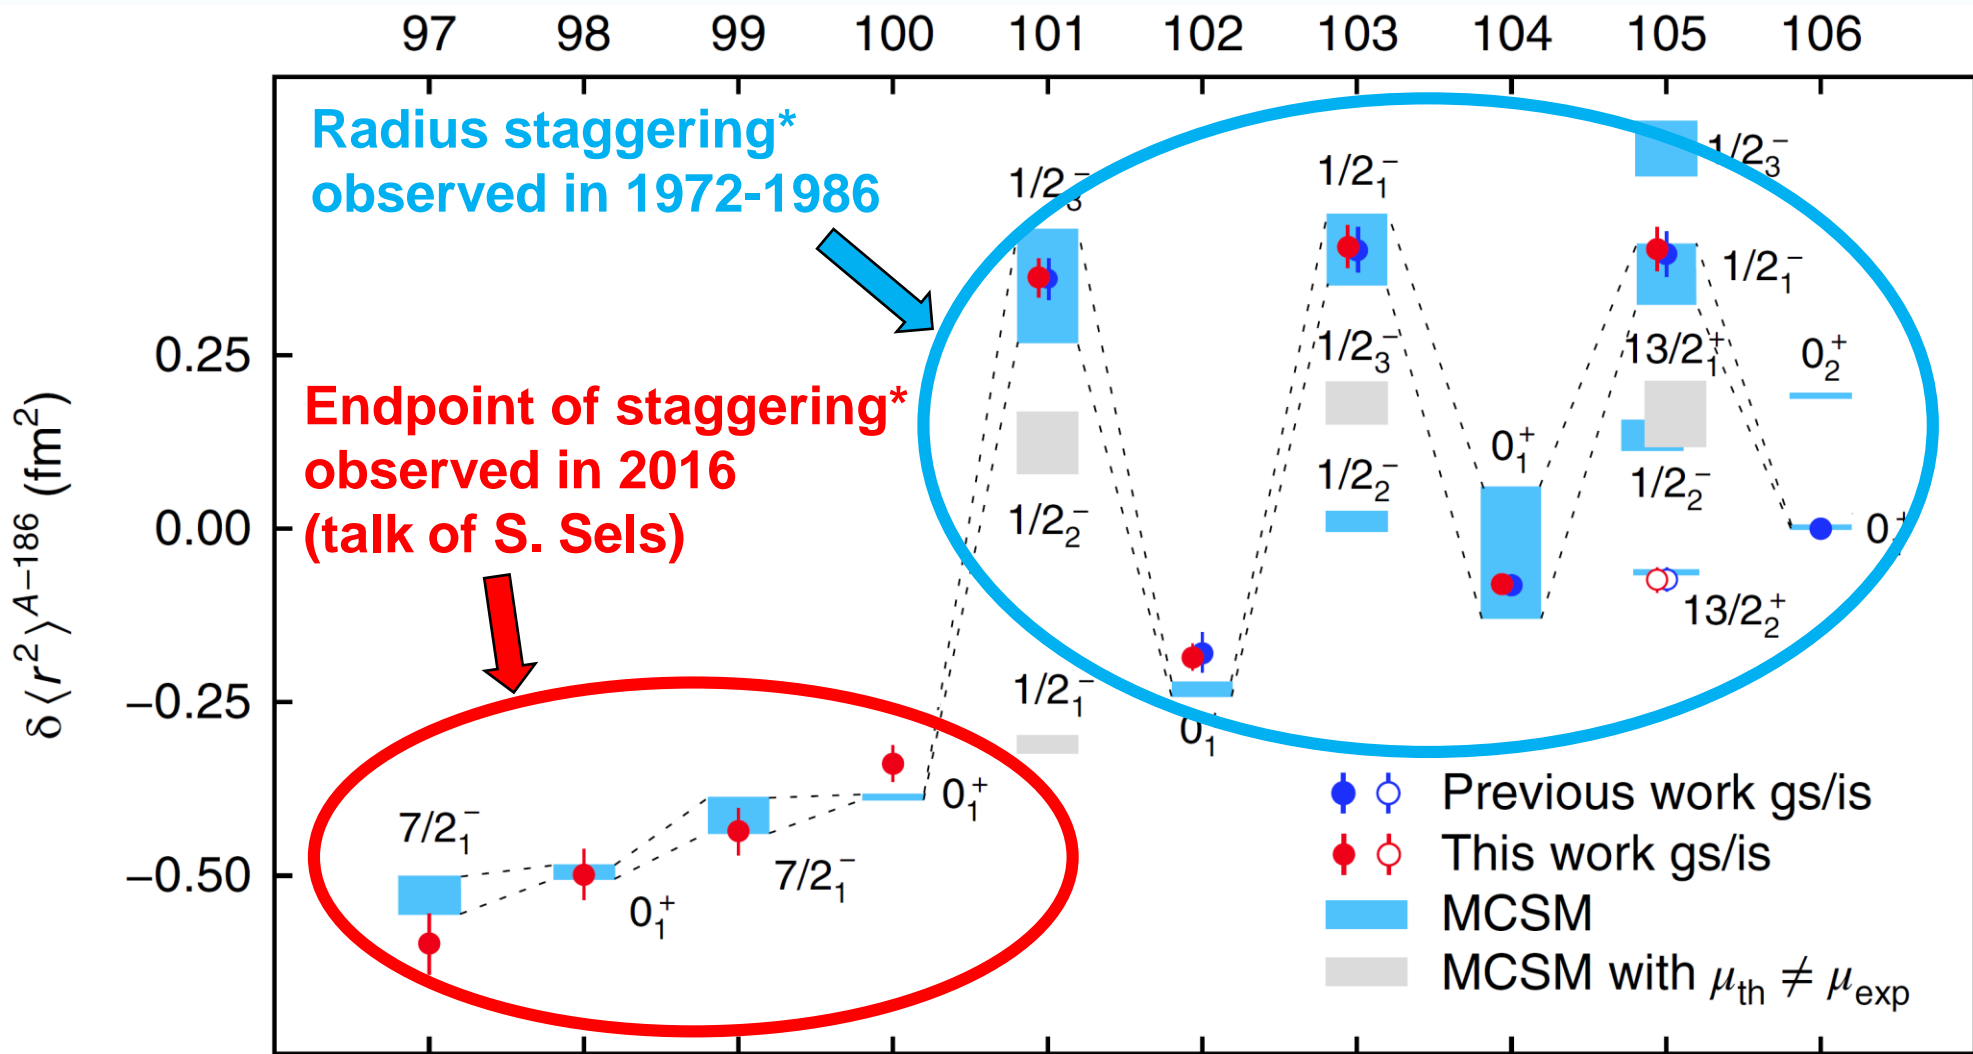 97 98 99 100 101 102 103 104 105 106
Radius staggering*
observed in 1972-1986
Endpoint of staggering*
observed in 2016
(talk of S. Sels)
δ⟨r²⟩^{A−186} (fm²)
0.25
0.00
−0.25
−0.50
7/2₁⁻
0₁⁺
7/2₁⁻
0₁⁺
1/2₃⁻
1/2₂⁻
1/2₁⁻
0₁
1/2₁⁻
1/2₃⁻
1/2₂⁻
0₁⁺
1/2₃⁻
1/2₁⁻
13/2₁⁺
1/2₂⁻
13/2₂⁺
0₂⁺
0₁⁺
Previous work gs/is
This work gs/is
MCSM
MCSM with μ_th ≠ μ_exp